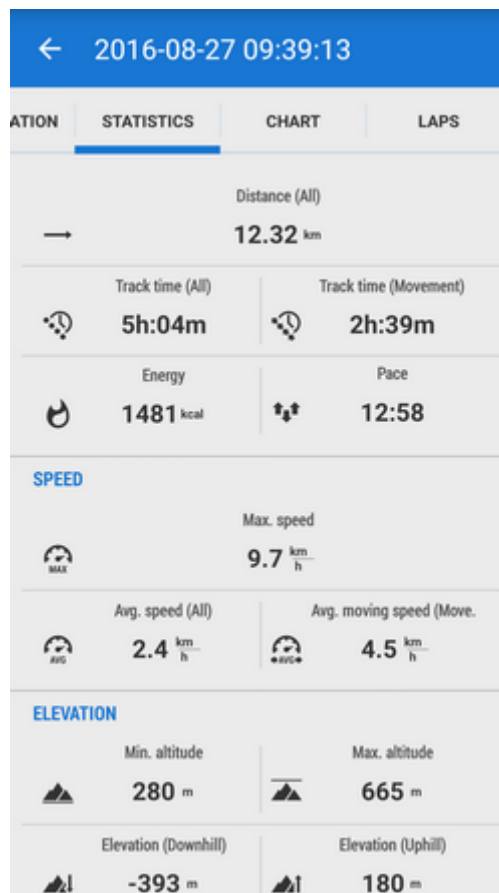 2016-08-27 09:39:13
ATION STATISTICS CHART LAPS
Distance (All)
12.32 km
Track time (All) Track time (Movement)
5h:04m 2h:39m
Energy Pace
1481 kcal 12:58
SPEED
Max. speed
MAX 9.7 km/h
Avg. speed (All) Avg. moving speed (Move.
AVG 2.4 km/h AVG 4.5 km/h
ELEVATION
Min. altitude Max. altitude
280 m 665 m
Elevation (Downhill) Elevation (Uphill)
-393 m 180 m